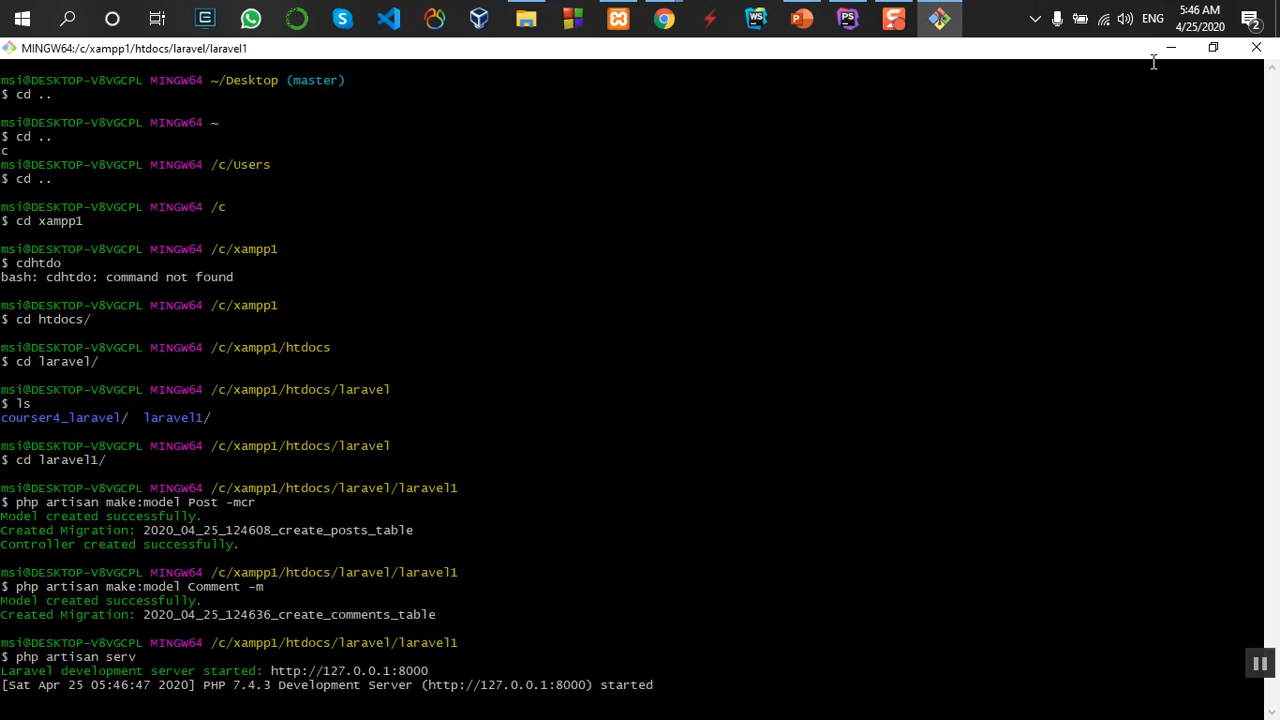 5:46 AM
ENG
4/25/2020
2
MINGW64:/c/xampp1/htdocs/laravel/laravel1
msi@DESKTOP-V8VGCPL MINGW64 ~/Desktop (master)
$ cd ..
msi@DESKTOP-V8VGCPL MINGW64 ~
$ cd ..
c
msi@DESKTOP-V8VGCPL MINGW64 /c/Users
$ cd ..
msi@DESKTOP-V8VGCPL MINGW64 /c
$ cd xampp1
msi@DESKTOP-V8VGCPL MINGW64 /c/xampp1
$ cdhtdo
bash: cdhtdo: command not found
msi@DESKTOP-V8VGCPL MINGW64 /c/xampp1
$ cd htdocs/
msi@DESKTOP-V8VGCPL MINGW64 /c/xampp1/htdocs
$ cd laravel/
msi@DESKTOP-V8VGCPL MINGW64 /c/xampp1/htdocs/laravel
$ ls
courser4_laravel/  laravel1/
msi@DESKTOP-V8VGCPL MINGW64 /c/xampp1/htdocs/laravel
$ cd laravel1/
msi@DESKTOP-V8VGCPL MINGW64 /c/xampp1/htdocs/laravel/laravel1
$ php artisan make:model Post -mcr
Model created successfully.
Created Migration: 2020_04_25_124608_create_posts_table
Controller created successfully.
msi@DESKTOP-V8VGCPL MINGW64 /c/xampp1/htdocs/laravel/laravel1
$ php artisan make:model Comment -m
Model created successfully.
Created Migration: 2020_04_25_124636_create_comments_table
msi@DESKTOP-V8VGCPL MINGW64 /c/xampp1/htdocs/laravel/laravel1
$ php artisan serv
Laravel development server started: http://127.0.0.1:8000
[Sat Apr 25 05:46:47 2020] PHP 7.4.3 Development Server (http://127.0.0.1:8000) started